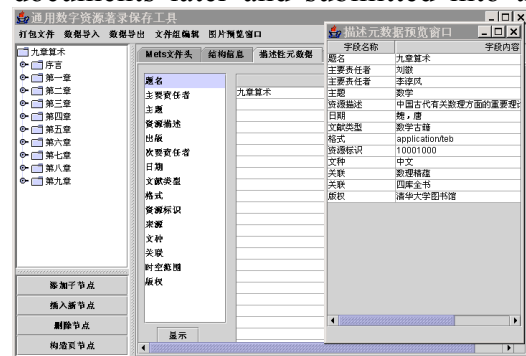 documents later and submitted into a
通用数字资源著录保存工具
打包文件 数据导入 数据导出 文件组编辑 图片预览窗口
九章算术
序言
第一章
第二章
第三章
第四章
第五章
第六章
第七章
第八章
第九章
添加子节点
插入新节点
删除节点
构造页节点
Mets文件头 结构信息 描述性元数据
题名 九章算术
主要责任者
主题
资源描述
出版
次要责任者
日期
文献类型
格式
资源标识
来源
文种
关联
时空范围
版权
显示
描述元数据预览窗口
字段名称 字段内容
题名 九章算术
主要责任者 刘徽
主要责任者 李淳风
主题 数学
资源描述 中国古代有关数理方面的重要理
日期 魏，唐
文献类型 数学古籍
格式 application/teb
资源标识 10001000
文种 中文
关联 数理精蕴
关联 四库全书
版权 清华大学图书馆